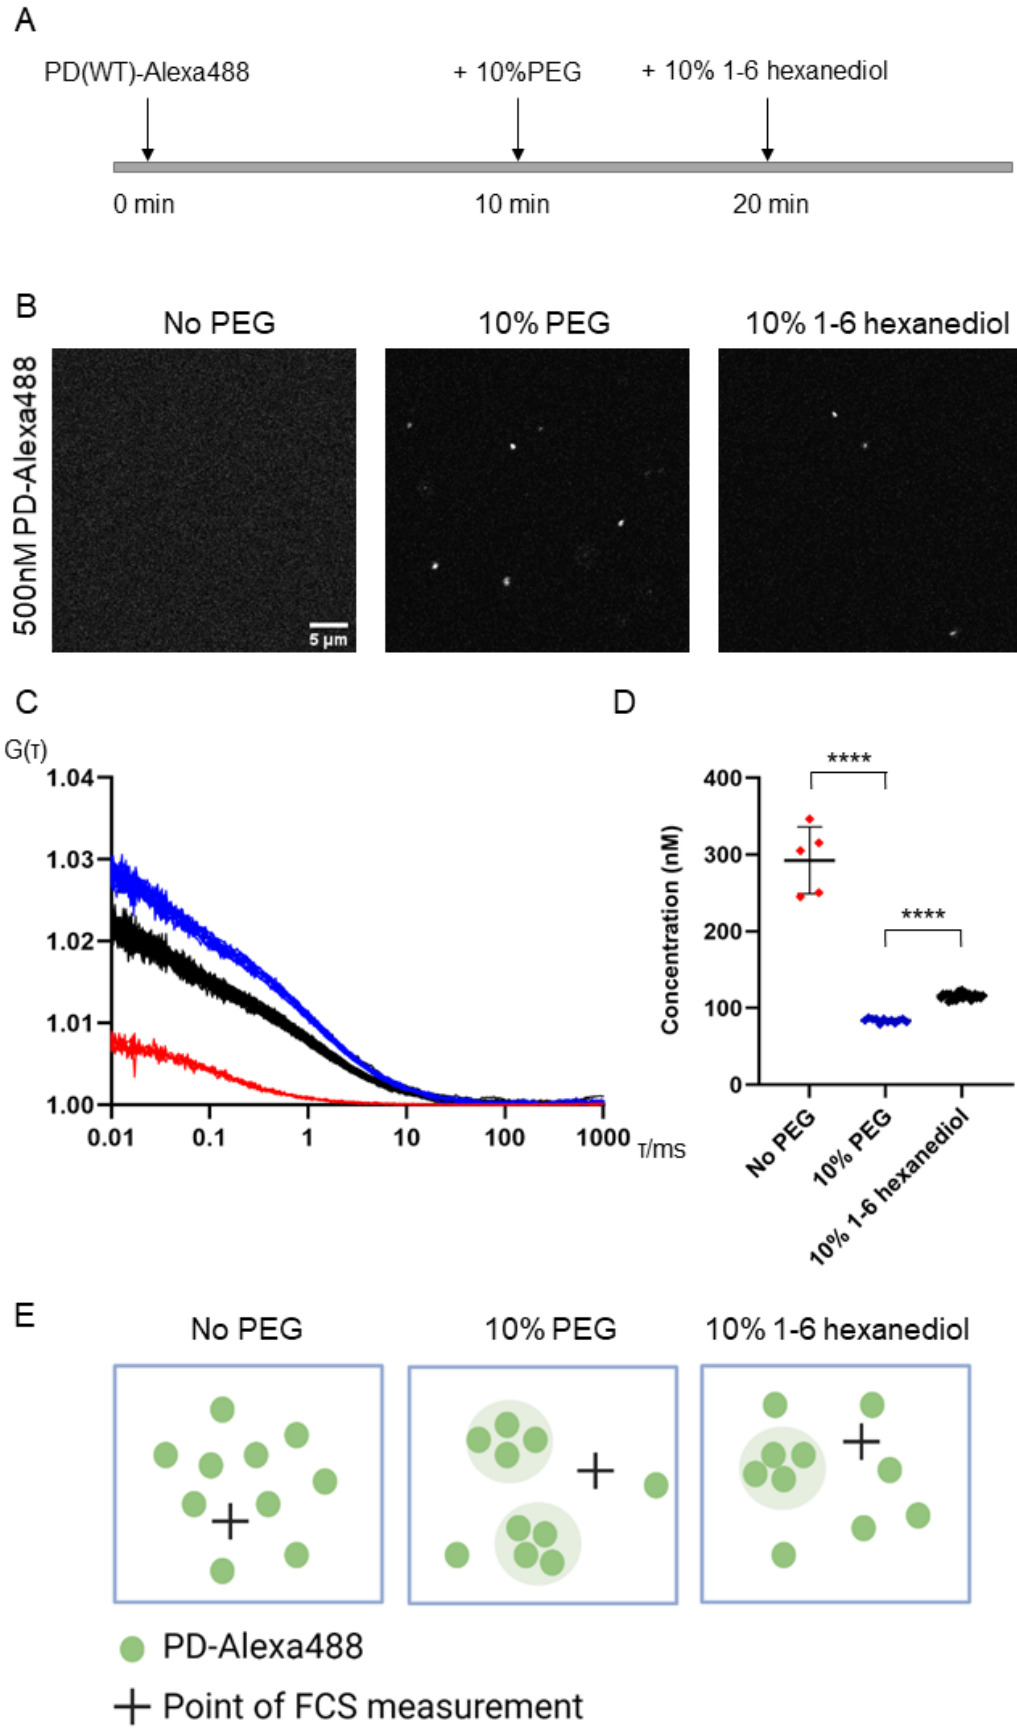 A
PD(WT)-Alexa488
+ 10%PEG
+ 10% 1-6 hexanediol
0 min
10 min
20 min
B
No PEG
10% PEG
10% 1-6 hexanediol
500nM PD-Alexa488
5 µm
C
G(τ)
1.04
1.03
1.02
1.01
1.00
0.01
0.1
1
10
100
1000
τ/ms
D
Concentration (nM)
400
300
200
100
0
****
****
No PEG
10% PEG
10% 1-6 hexanediol
E
No PEG
10% PEG
10% 1-6 hexanediol
PD-Alexa488
Point of FCS measurement